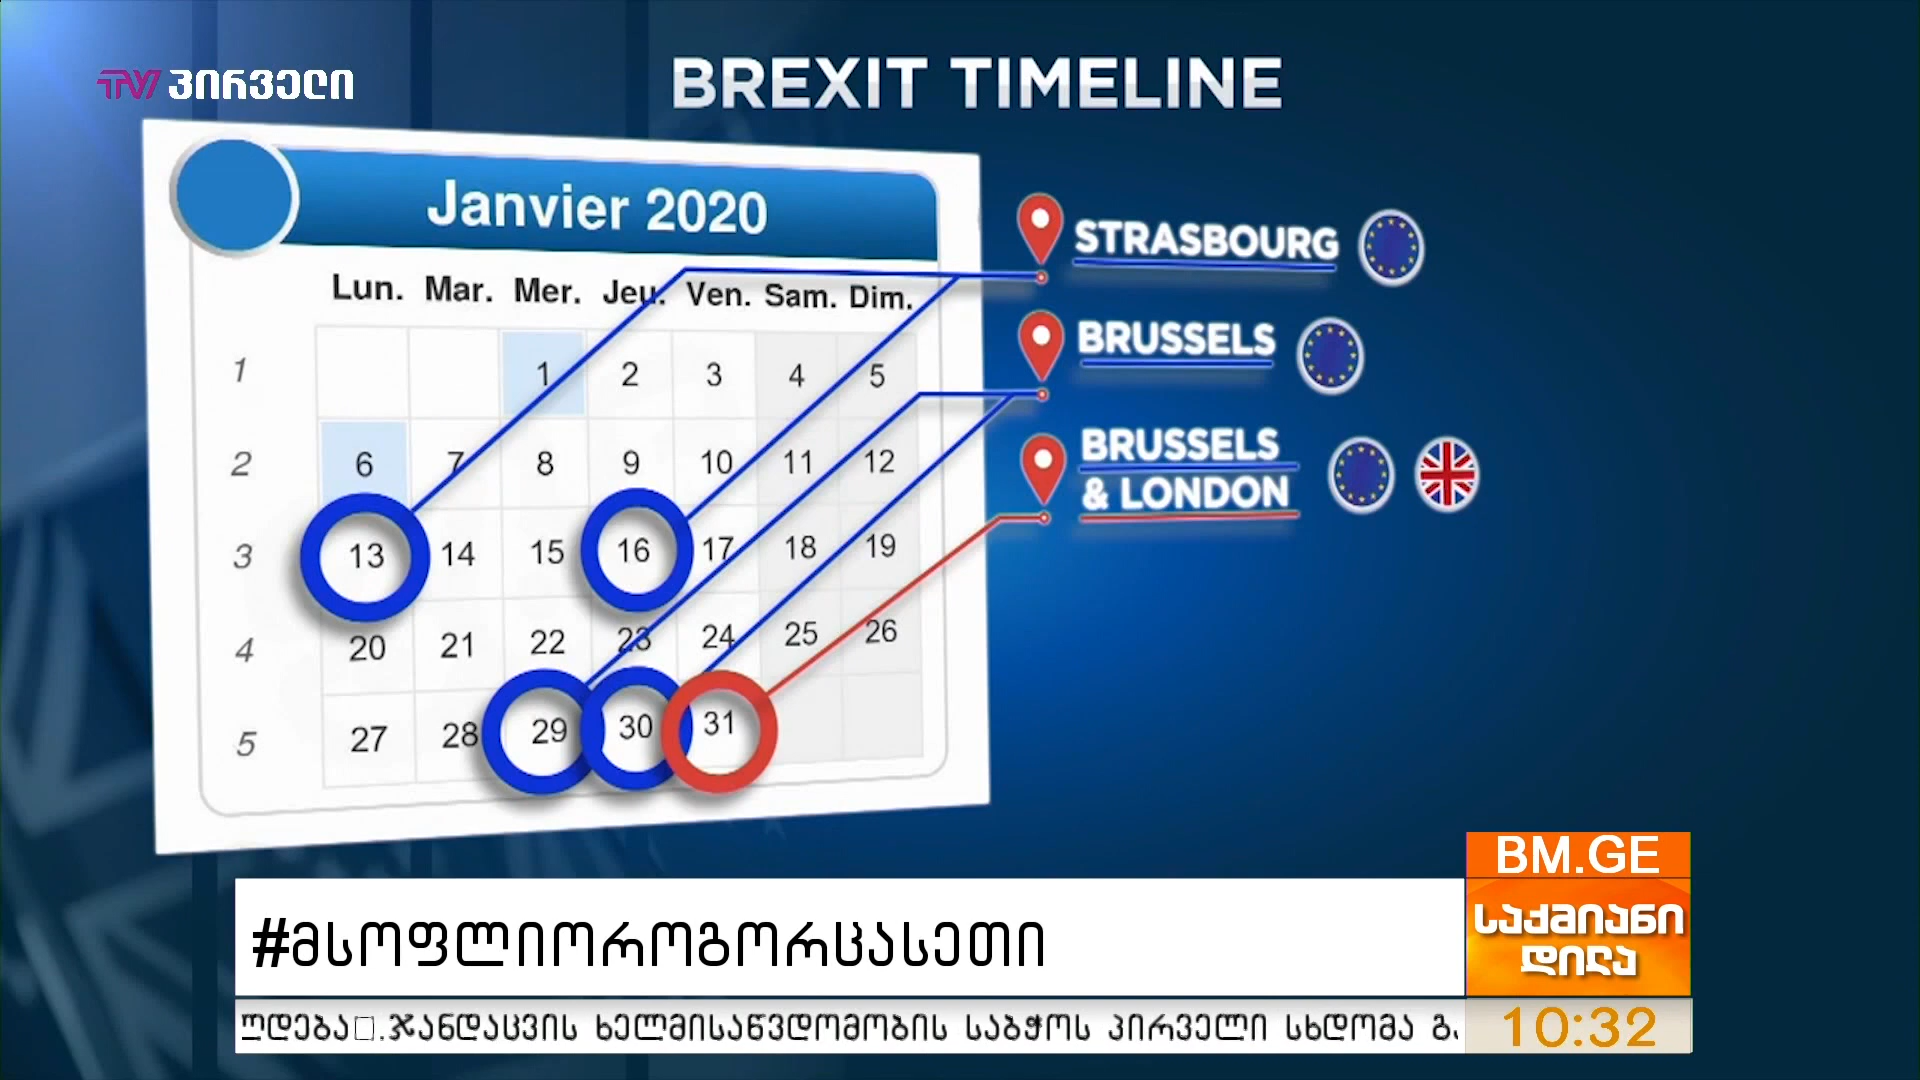 TV ᲞᲘᲠᲕᲔᲚᲘ
BREXIT TIMELINE
Janvier 2020
Lun. Mar. Mer. Jeu. Ven. Sam. Dim.
1 1 2 3 4 5
2 6 7 8 9 10 11 12
3 13 14 15 16 17 18 19
4 20 21 22 23 24 25 26
5 27 28 29 30 31
STRASBOURG
BRUSSELS
BRUSSELS
& LONDON
BM.GE
ᲡᲐᲥᲛᲘᲐᲜᲘ
ᲓᲘᲚᲐ
#ᲛᲡᲝᲤᲚᲘᲝᲠᲝᲒᲝᲠᲪᲐᲡᲔᲗᲘ
ᲦᲓᲔᲑᲐ□.ᲯᲐᲜᲓᲐᲪᲕᲘᲡ ᲮᲔᲚᲛᲘᲡᲐᲬᲕᲓᲝᲛᲝᲑᲘᲡ ᲡᲐᲑᲭᲝᲡ ᲞᲘᲠᲕᲔᲚᲘ ᲡᲮᲓᲝᲛᲐ
10:32